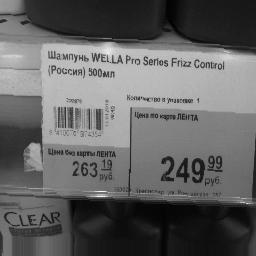 Шампунь WELLA Pro Series Frizz Control
(Россия) 500мл
Количество в упаковке 1
Цена по карте ЛЕНТА
249 99
руб.
Цена без карты ЛЕНТА
263 19
руб.
CLEAR